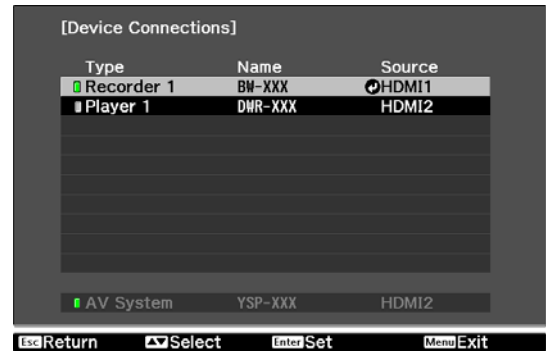 [Device Connections]
Type Name Source
Recorder 1 BW-XXX HDMI1
Player 1 DWR-XXX HDMI2
AV System YSP-XXX HDMI2
Esc Return Select Enter Set Menu Exit